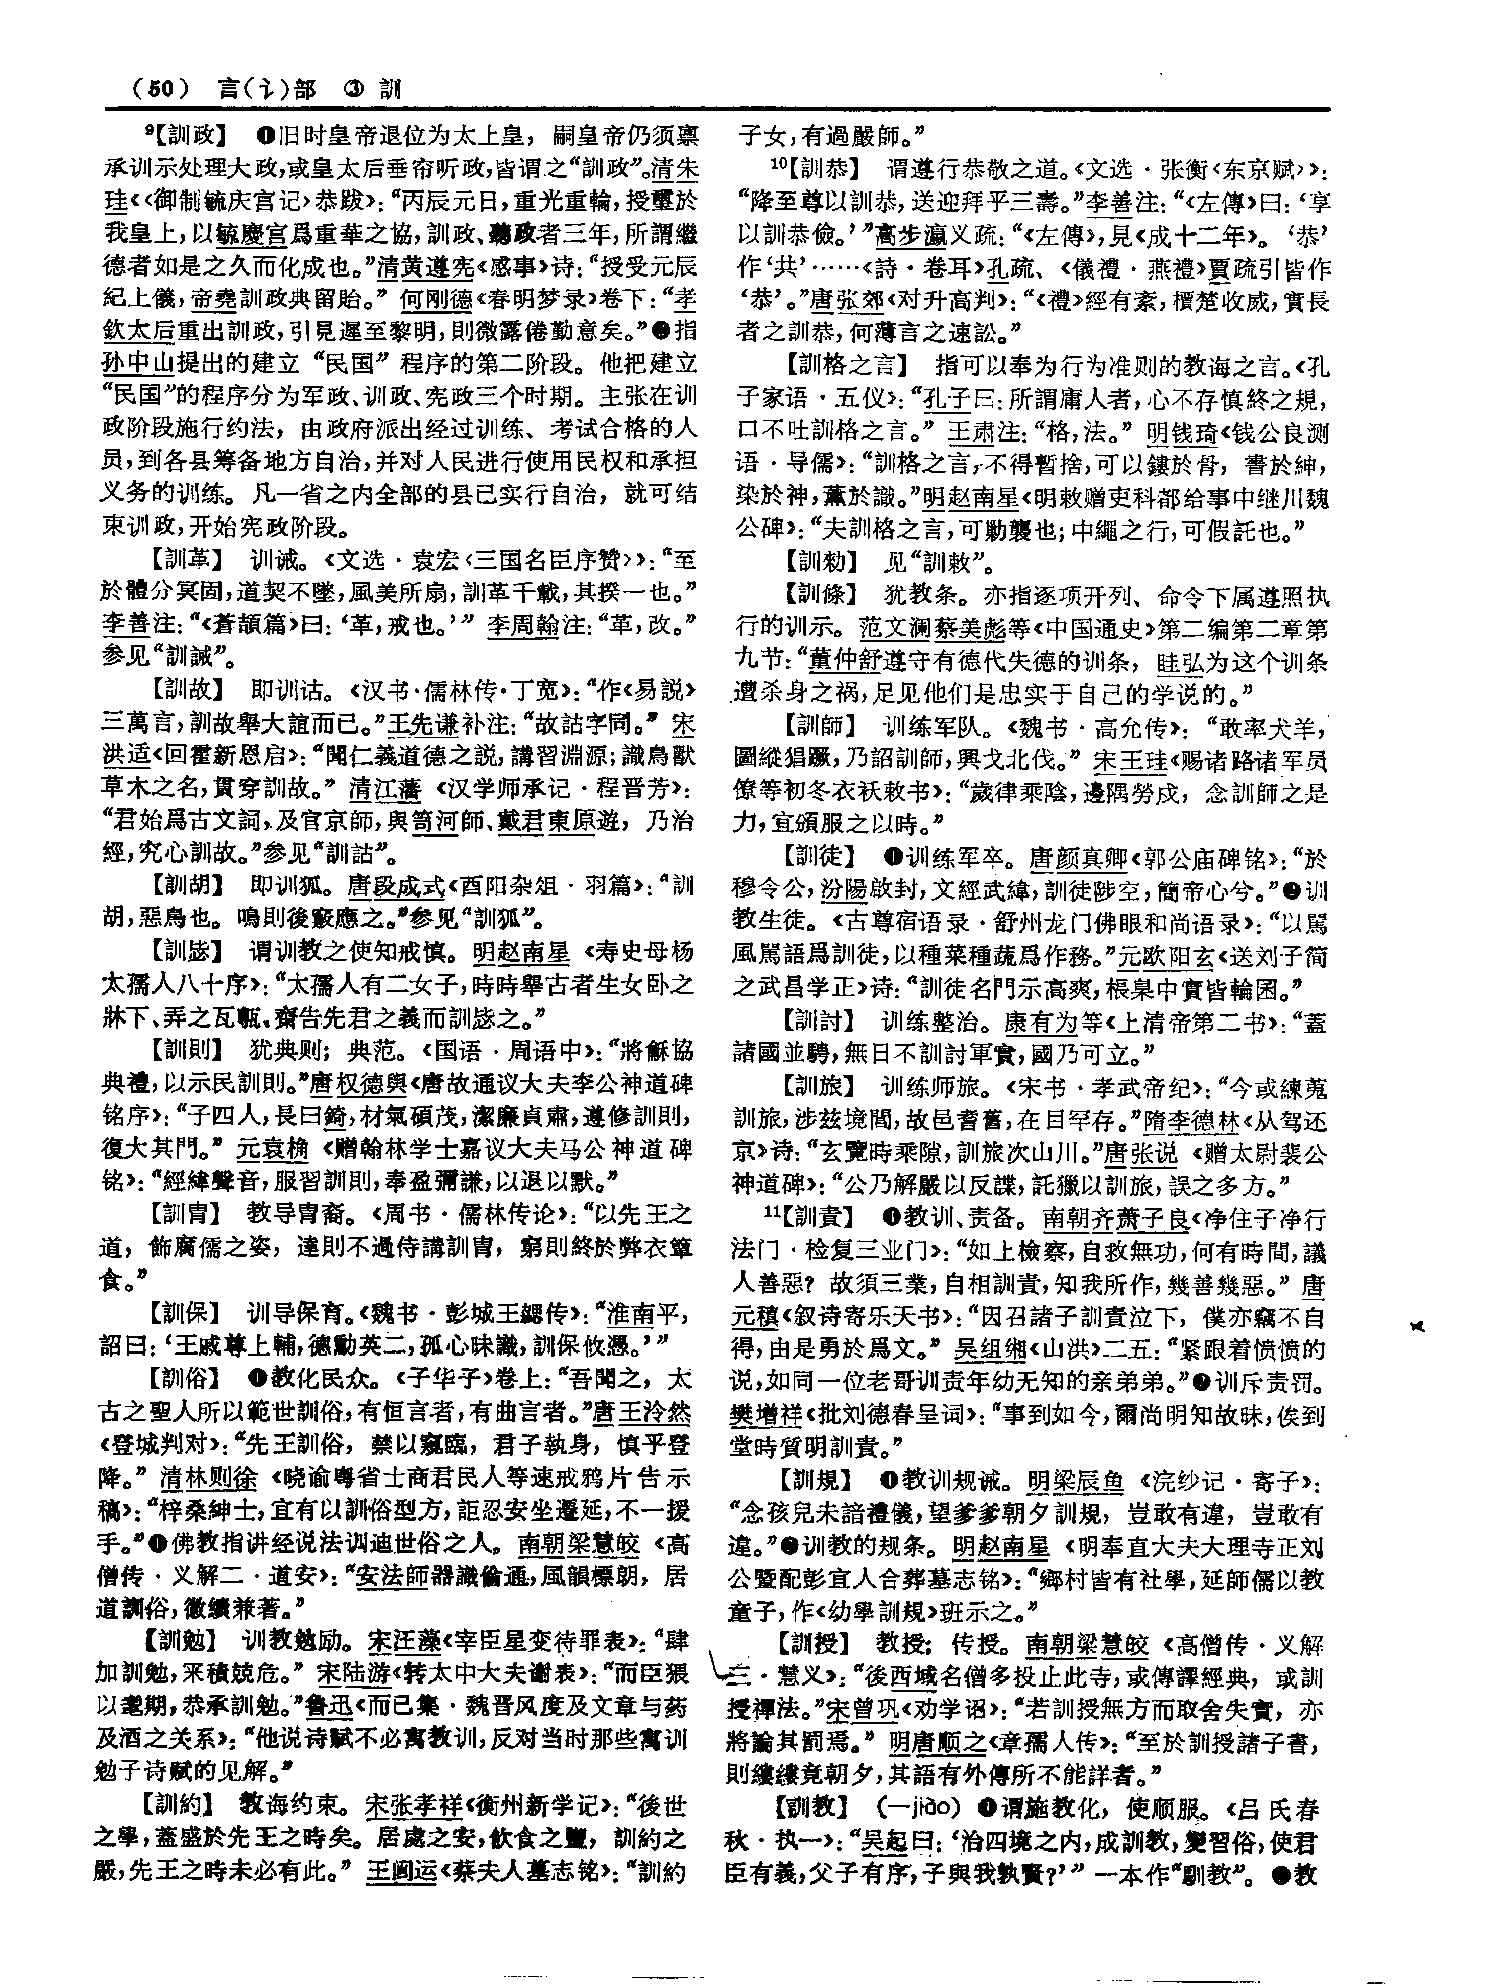 (50) 言(讠)部 ③ 訓
⁹【訓政】 ❶旧时皇帝退位为太上皇，嗣皇帝仍须禀
承训示处理大政，或皇太后垂帘听政，皆谓之“訓政”。清朱
珪《〈御制毓庆宫记〉恭跋》：“丙辰元日，重光重輪，授璽於
我皇上，以毓慶宫爲重華之協，訓政、聽政者三年，所謂繼
德者如是之久而化成也。”清黄遵宪《感事》诗：“授受元辰
紀上儀，帝堯訓政典留貽。” 何刚德《春明梦录》卷下：“孝
欽太后重出訓政，引見遲至黎明，則微露倦勤意矣。”❷指
孙中山提出的建立“民国”程序的第二阶段。他把建立
“民国”的程序分为军政、训政、宪政三个时期。主张在训
政阶段施行约法，由政府派出经过训练、考试合格的人
员，到各县筹备地方自治，并对人民进行使用民权和承担
义务的训练。凡一省之内全部的县已实行自治，就可结
束训政，开始宪政阶段。
【訓革】 训诫。《文选·袁宏〈三国名臣序赞〉》：“至
於體分冥固，道契不墜，風美所扇，訓革千載，其揆一也。”
李善注：“《蒼頡篇》曰：‘革，戒也。’” 李周翰注：“革，改。”
参见“訓誡”。
【訓故】 即训诂。《汉书·儒林传·丁宽》：“作《易説》
三萬言，訓故舉大誼而已。”王先谦补注：“故詁字同。” 宋
洪适《回霍新恩启》：“聞仁義道德之説，講習淵源；識鳥獸
草木之名，貫穿訓故。” 清江藩《汉学师承记·程晋芳》：
“君始爲古文詞，及官京師，與笥河師、戴君東原遊，乃治
經，究心訓故。”参见“訓詁”。
【訓胡】 即训狐。唐段成式《酉阳杂俎·羽篇》：“訓
胡，惡鳥也。鳴則後竅應之。”参见“訓狐”。
【訓毖】 谓训教之使知戒慎。明赵南星《寿史母杨
太孺人八十序》：“太孺人有二女子，時時舉古者生女卧之
牀下、弄之瓦甎、齋告先君之義而訓毖之。”
【訓則】 犹典则；典范。《国语·周语中》：“將龢協
典禮，以示民訓則。”唐权德舆《唐故通议大夫李公神道碑
铭序》：“子四人，長曰錡，材氣碩茂，潔廉貞肅，遵修訓則，
復大其門。” 元袁桷《赠翰林学士嘉议大夫马公神道碑
铭》：“經緯聲音，服習訓則，奉盈彌謙，以退以默。”
【訓胄】 教导胄裔。《周书·儒林传论》：“以先王之
道，飾腐儒之姿，達則不過侍講訓胄，窮則終於弊衣簞
食。”
【訓保】 训导保育。《魏书·彭城王勰传》：“淮南平，
詔曰：‘王戚尊上輔，德勳英二，孤心昧識，訓保攸憑。’”
【訓俗】 ❶教化民众。《子华子》卷上：“吾聞之，太
古之聖人所以範世訓俗，有恒言者，有曲言者。”唐王泠然
《登城判对》：“先王訓俗，禁以窺臨，君子執身，慎乎登
降。” 清林则徐《晓谕粤省士商君民人等速戒鸦片告示
稿》：“梓桑紳士，宜有以訓俗型方，詎忍安坐遷延，不一援
手。”❷佛教指讲经说法训迪世俗之人。南朝梁慧皎《高
僧传·义解二·道安》：“安法師器識倫通，風韻標朗，居
道訓俗，徽績兼著。”
【訓勉】 训教勉励。宋汪藻《宰臣星变待罪表》：“肆
加訓勉，罙積兢危。” 宋陆游《转太中大夫谢表》：“而臣猥
以耄期，恭承訓勉。”鲁迅《而已集·魏晋风度及文章与药
及酒之关系》：“他说诗赋不必寓教训，反对当时那些寓训
勉于诗赋的见解。”
【訓約】 教诲约束。宋张孝祥《衡州新学记》：“後世
之學，蓋盛於先王之時矣。居處之安，飲食之豐，訓約之
嚴，先王之時未必有此。” 王闿运《蔡夫人墓志铭》：“訓約
子女，有過嚴師。”
¹⁰【訓恭】 谓遵行恭敬之道。《文选·张衡〈东京赋〉》：
“降至尊以訓恭，送迎拜乎三壽。”李善注：“《左傳》曰：‘享
以訓恭儉。’”高步瀛义疏：“《左傳》，見《成十二年》。‘恭’
作‘共’……《詩·卷耳》孔疏、《儀禮·燕禮》賈疏引皆作
‘恭’。”唐张郊《对升高判》：“《禮》經有素，檟楚收威，實長
者之訓恭，何薄言之速訟。”
【訓格之言】 指可以奉为行为准则的教诲之言。《孔
子家语·五仪》：“孔子曰：所謂庸人者，心不存慎終之規，
口不吐訓格之言。” 王肃注：“格，法。” 明钱琦《钱公良测
语·导儒》：“訓格之言，不得暫捨，可以鏤於骨，書於紳，
染於神，薰於識。”明赵南星《明敕赠吏科都给事中继川魏
公碑》：“夫訓格之言，可勦襲也；中繩之行，可假託也。”
【訓勑】 见“訓敕”。
【訓條】 犹教条。亦指逐项开列、命令下属遵照执
行的训示。范文澜蔡美彪等《中国通史》第二编第二章第
九节：“董仲舒遵守有德代失德的训条，眭弘为这个训条
遭杀身之祸，足见他们是忠实于自己的学说的。”
【訓師】 训练军队。《魏书·高允传》：“敢率犬羊，
圖縱猖蹶，乃詔訓師，興戈北伐。” 宋王珪《赐诸路诸军员
僚等初冬衣袄敕书》：“歲律乘陰，邊隅勞戍，念訓師之是
力，宜頒服之以時。”
【訓徒】 ❶训练军卒。唐颜真卿《郭公庙碑铭》：“於
穆令公，汾陽啟封，文經武緯，訓徒陟空，簡帝心兮。”❷训
教生徒。《古尊宿语录·舒州龙门佛眼和尚语录》：“以駡
風駡語爲訓徒，以種菜種蔬爲作務。”元欧阳玄《送刘子简
之武昌学正》诗：“訓徒名門示高爽，棖臬中實皆輪囷。”
【訓討】 训练整治。康有为等《上清帝第二书》：“蓋
諸國並騁，無日不訓討軍實，國乃可立。”
【訓旅】 训练师旅。《宋书·孝武帝纪》：“今或練蒐
訓旅，涉兹境間，故邑耆舊，在目罕存。”隋李德林《从驾还
京》诗：“玄覽時乘隙，訓旅次山川。”唐张说《赠太尉裴公
神道碑》：“公乃解嚴以反諜，託獵以訓旅，誤之多方。”
¹¹【訓責】 ❶教训、责备。南朝齐萧子良《净住子净行
法门·检复三业门》：“如上檢察，自救無功，何有時間，議
人善惡？故須三業，自相訓責，知我所作，幾善幾惡。” 唐
元稹《叙诗寄乐天书》：“因召諸子訓責泣下，僕亦竊不自
得，由是勇於爲文。” 吴组缃《山洪》二五：“紧跟着愤愤的
说，如同一位老哥训责年幼无知的亲弟弟。”❷训斥责罚。
樊增祥《批刘德春呈词》：“事到如今，爾尚明知故昧，俟到
堂時質明訓責。”
【訓規】 ❶教训规诫。明梁辰鱼《浣纱记·寄子》：
“念孩兒未諳禮儀，望爹爹朝夕訓規，豈敢有違，豈敢有
違。”❷训教的规条。明赵南星《明奉直大夫大理寺正刘
公暨配彭宜人合葬墓志铭》：“鄉村皆有社學，延師儒以教
童子，作《幼學訓規》班示之。”
【訓授】 教授；传授。南朝梁慧皎《高僧传·义解
三·慧义》：“後西域名僧多投止此寺，或傳譯經典，或訓
授禪法。”宋曾巩《劝学诏》：“若訓授無方而取舍失實，亦
將論其罰焉。” 明唐顺之《章孺人传》：“至於訓授諸子書，
則縷縷竟朝夕，其語有外傳所不能詳者。”
【訓教】 (—jiào) ❶谓施教化，使顺服。《吕氏春
秋·执一》：“吴起曰：‘治四境之内，成訓教，變習俗，使君
臣有義，父子有序，子與我孰賢？’” 一本作“馴教”。❷教